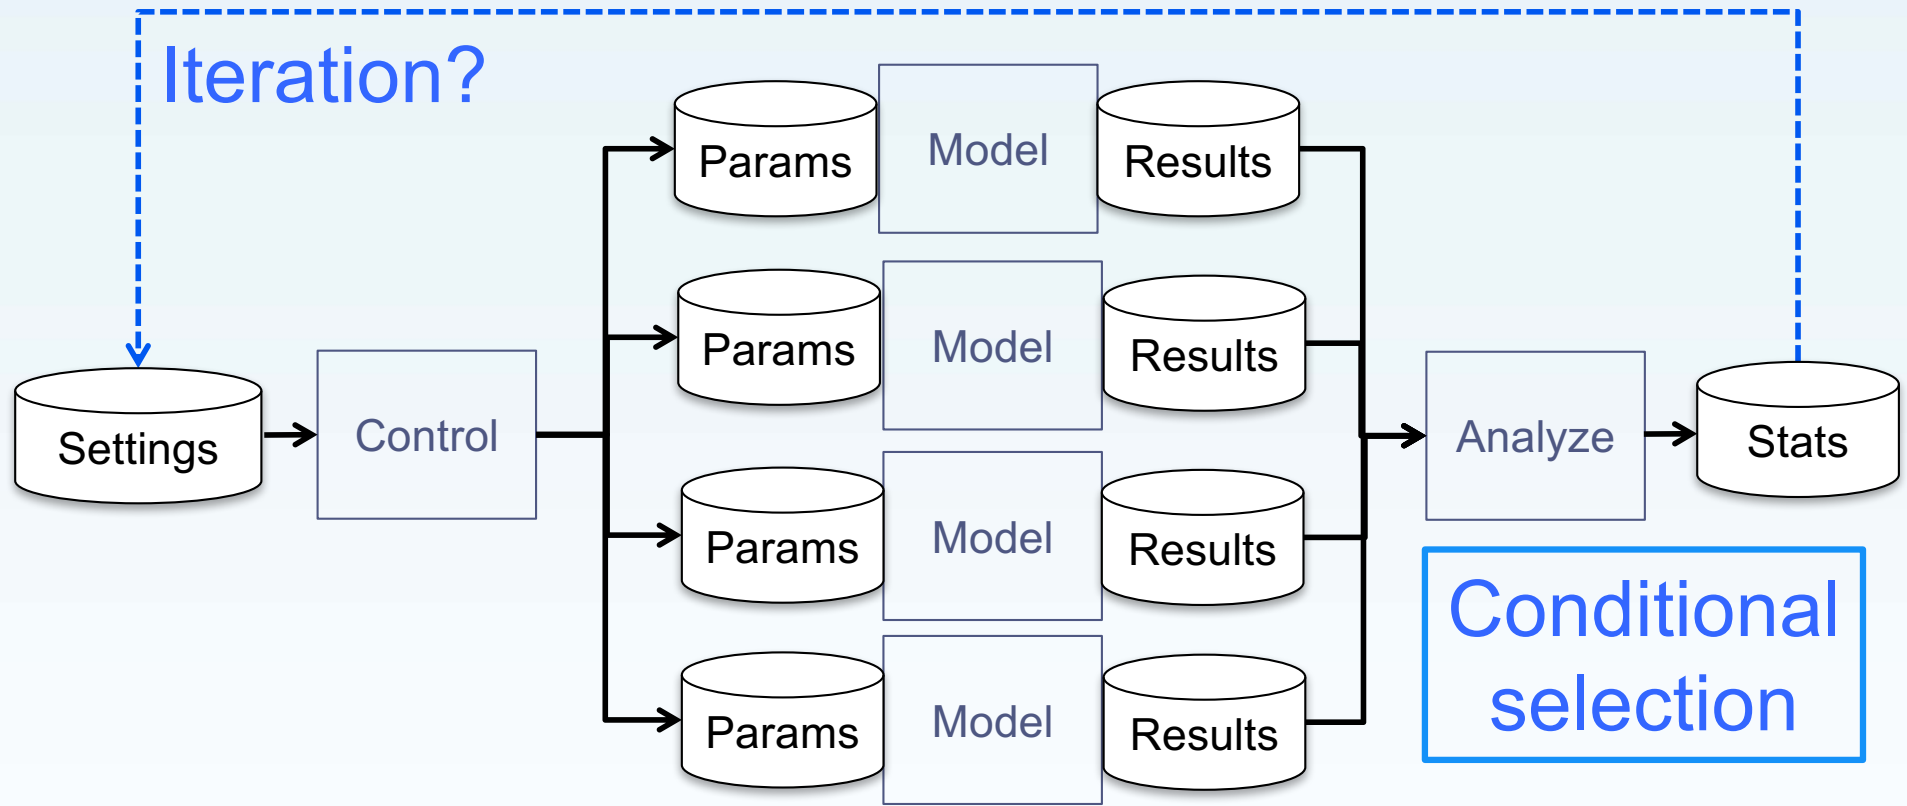 Iteration?
Params Model Results
Params Model Results
Settings Control Analyze Stats
Params Model Results
Conditional
selection
Params Model Results